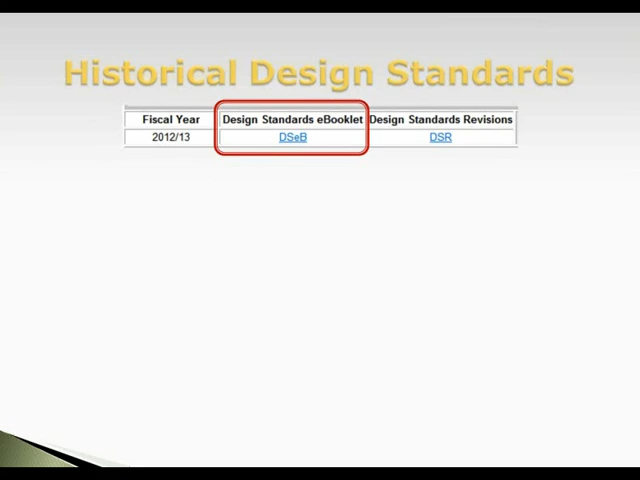 Historical Design Standards
Fiscal Year Design Standards eBooklet Design Standards Revisions
2012/13 DSeB DSR